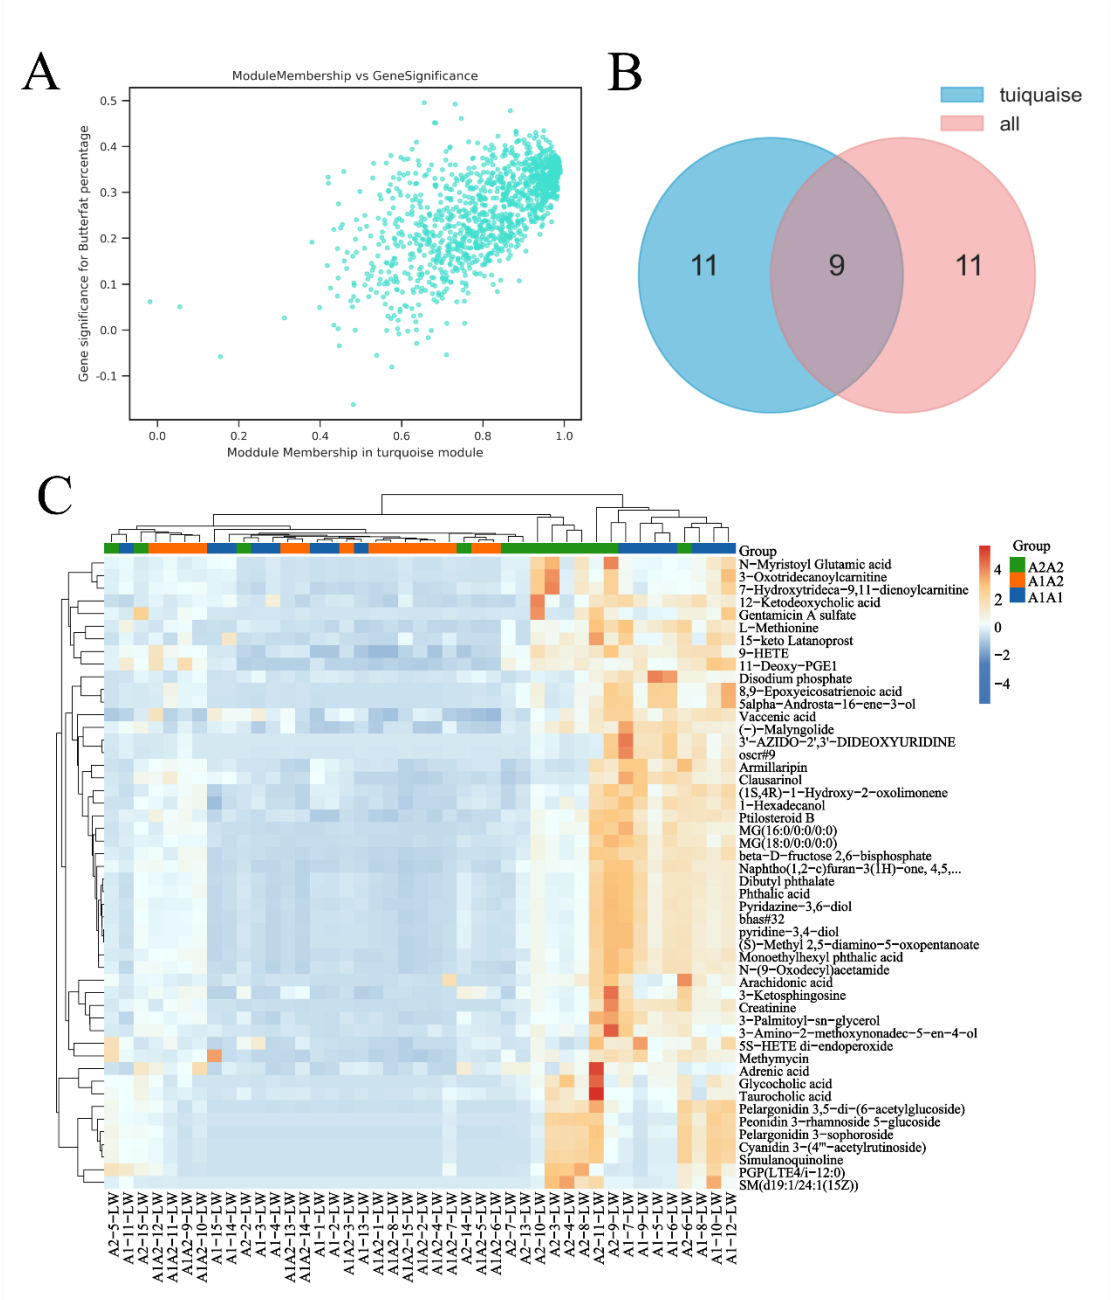 A
ModuleMembership vs GeneSignificance
0.5
0.4
0.3
0.2
0.1
0.0
-0.1
Gene significance for Butterfat percentage
0.0 0.2 0.4 0.6 0.8 1.0
Moddule Membership in turquoise module
B
tuiquaise
all
11 9 11
C
Group
N-Myristoyl Glutamic acid
3-Oxotridecanoylcarnitine
7-Hydroxytrideca-9,11-dienoylcarnitine
12-Ketodeoxycholic acid
Gentamicin A sulfate
L-Methionine
15-keto Latanoprost
9-HETE
11-Deoxy-PGE1
Disodium phosphate
8,9-Epoxyeicosatrienoic acid
5alpha-Androsta-16-ene-3-ol
Vaccenic acid
(-)-Malyngolide
3'-AZIDO-2',3'-DIDEOXYURIDINE
oscr#9
Armillaripin
Clausarinol
(1S,4R)-1-Hydroxy-2-oxolimonene
1-Hexadecanol
Ptilosteroid B
MG(16:0/0:0/0:0)
MG(18:0/0:0/0:0)
beta-D-fructose 2,6-bisphosphate
Naphtho(1,2-c)furan-3(1H)-one, 4,5,...
Dibutyl phthalate
Phthalic acid
Pyridazine-3,6-diol
bhas#32
pyridine-3,4-diol
(S)-Methyl 2,5-diamino-5-oxopentanoate
Monoethylhexyl phthalic acid
N-(9-Oxodecyl)acetamide
Arachidonic acid
3-Ketosphingosine
Creatinine
3-Palmitoyl-sn-glycerol
3-Amino-2-methoxynonadec-5-en-4-ol
5S-HETE di-endoperoxide
Methymycin
Adrenic acid
Glycocholic acid
Taurocholic acid
Pelargonidin 3,5-di-(6-acetylglucoside)
Peonidin 3-rhamnoside 5-glucoside
Pelargonidin 3-sophoroside
Cyanidin 3-(4'''-acetylrutinoside)
Simulanoquinoline
PGP(LTE4/i-12:0)
SM(d19:1/24:1(15Z))
4
2
0
−2
−4
Group
A2A2
A1A2
A1A1
A2-5-LW
A1-11-LW
A2-15-LW
A1A2-12-LW
A1A2-11-LW
A1A2-9-LW
A1A2-10-LW
A1-15-LW
A1-14-LW
A2-2-LW
A1-3-LW
A1-4-LW
A1A2-13-LW
A1A2-14-LW
A1-1-LW
A1-2-LW
A1A2-3-LW
A1-13-LW
A1A2-1-LW
A1A2-8-LW
A1A2-15-LW
A1A2-2-LW
A1A2-4-LW
A1A2-7-LW
A2-14-LW
A1A2-5-LW
A1A2-6-LW
A2-7-LW
A2-13-LW
A2-10-LW
A2-3-LW
A2-4-LW
A2-8-LW
A2-11-LW
A2-9-LW
A1-7-LW
A1-9-LW
A1-5-LW
A1-6-LW
A2-6-LW
A1-8-LW
A1-10-LW
A1-12-LW